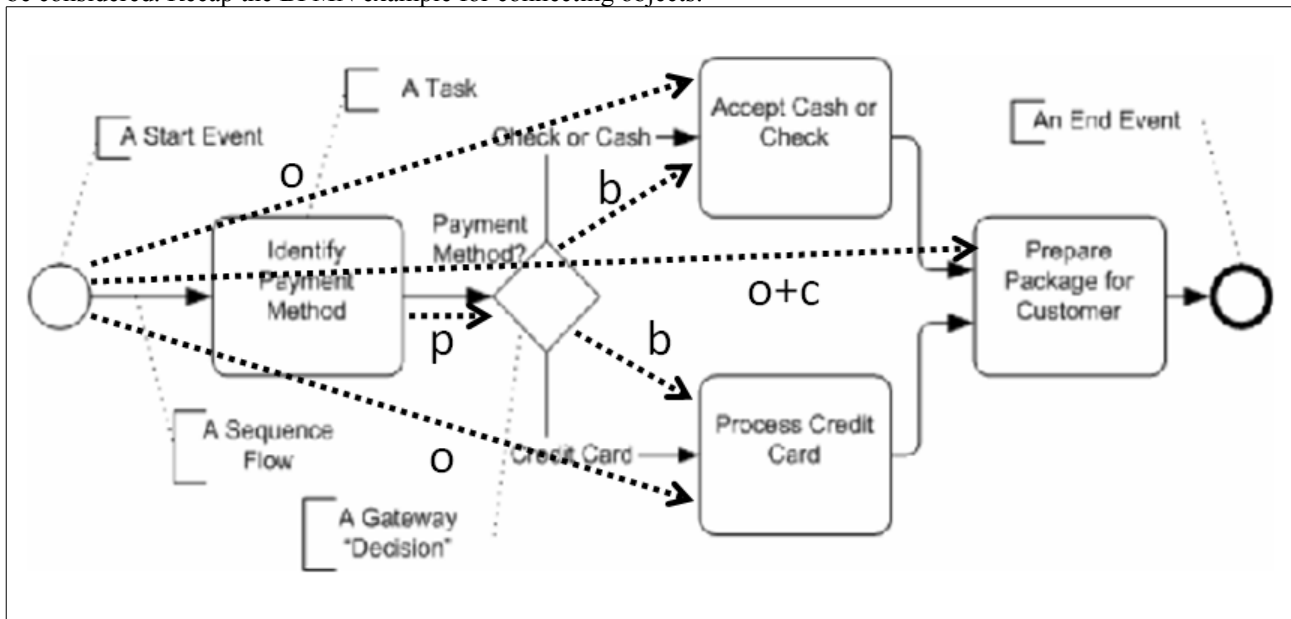 be considered. Recap the BPMN example for connecting objects.
A Task
A Start Event
Accept Cash or
Check
An End Event
Check or Cash
o
b
Identify
Payment
Method
Payment
Method?
Prepare
Package for
Customer
o+c
p
b
A Sequence
Flow
Process Credit
Card
o
Credit Card
A Gateway
"Decision"